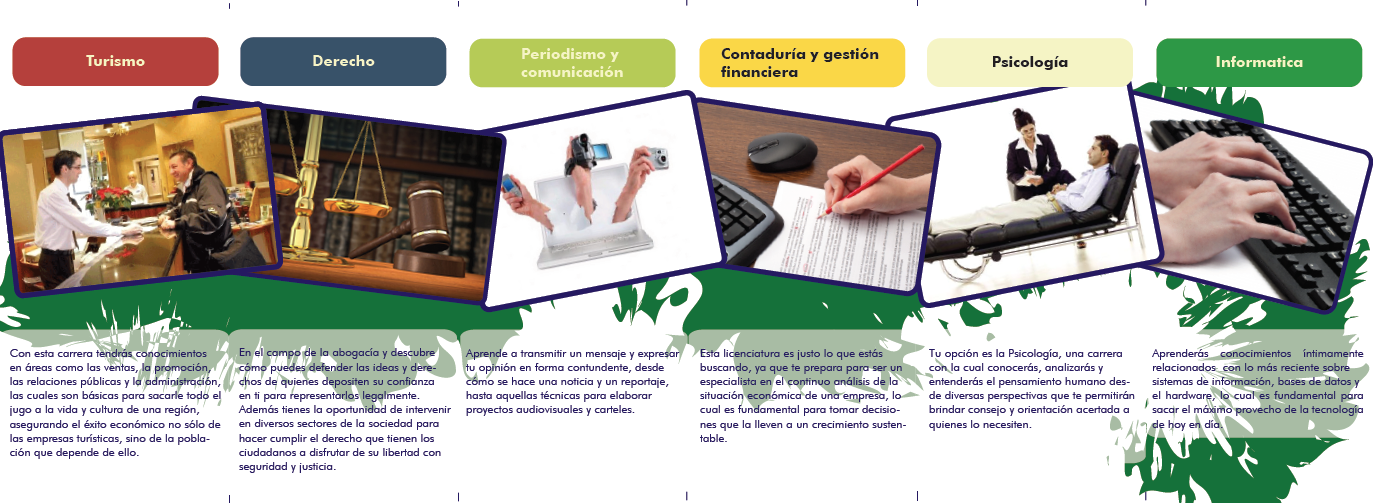 Turismo
Con esta carrera tendrás conocimientos
en áreas como las ventas, la promoción,
las relaciones públicas y la administración,
las cuales son básicas para sacarle todo el
jugo a la vida y cultura de una región,
asegurando el éxito económico no sólo de
las empresas turísticas, sino de la pobla-
ción que depende de ello.
Derecho
En el campo de la abogacía y descubre
cómo puedes defender las ideas y dere-
chos de quienes depositen su confianza
en ti para representarlos legalmente.
Además tienes la oportunidad de intervenir
en diversos sectores de la sociedad para
hacer cumplir el derecho que tienen los
ciudadanos a disfrutar de su libertad con
seguridad y justicia.
Periodismo y
comunicación
Aprende a transmitir un mensaje y expresar
tu opinión en forma contundente, desde
cómo se hace una noticia y un reportaje,
hasta aquellas técnicas para elaborar
proyectos audiovisuales y carteles.
Contaduría y gestión
financiera
Esta licenciatura es justo lo que estás
buscando, ya que te prepara para ser un
especialista en el continuo análisis de la
situación económica de una empresa, lo
cual es fundamental para tomar decisio-
nes que la lleven a un crecimiento susten-
table.
Psicología
Tu opción es la Psicología, una carrera
con la cual conocerás, analizarás y
entenderás el pensamiento humano des-
de diversas perspectivas que te permitirán
brindar consejo y orientación acertada a
quienes lo necesiten.
Informatica
Aprenderás conocimientos íntimamente
relacionados con lo más reciente sobre
sistemas de información, bases de datos y
el hardware, lo cual es fundamental para
sacar el máximo provecho de la tecnología
de hoy en día.